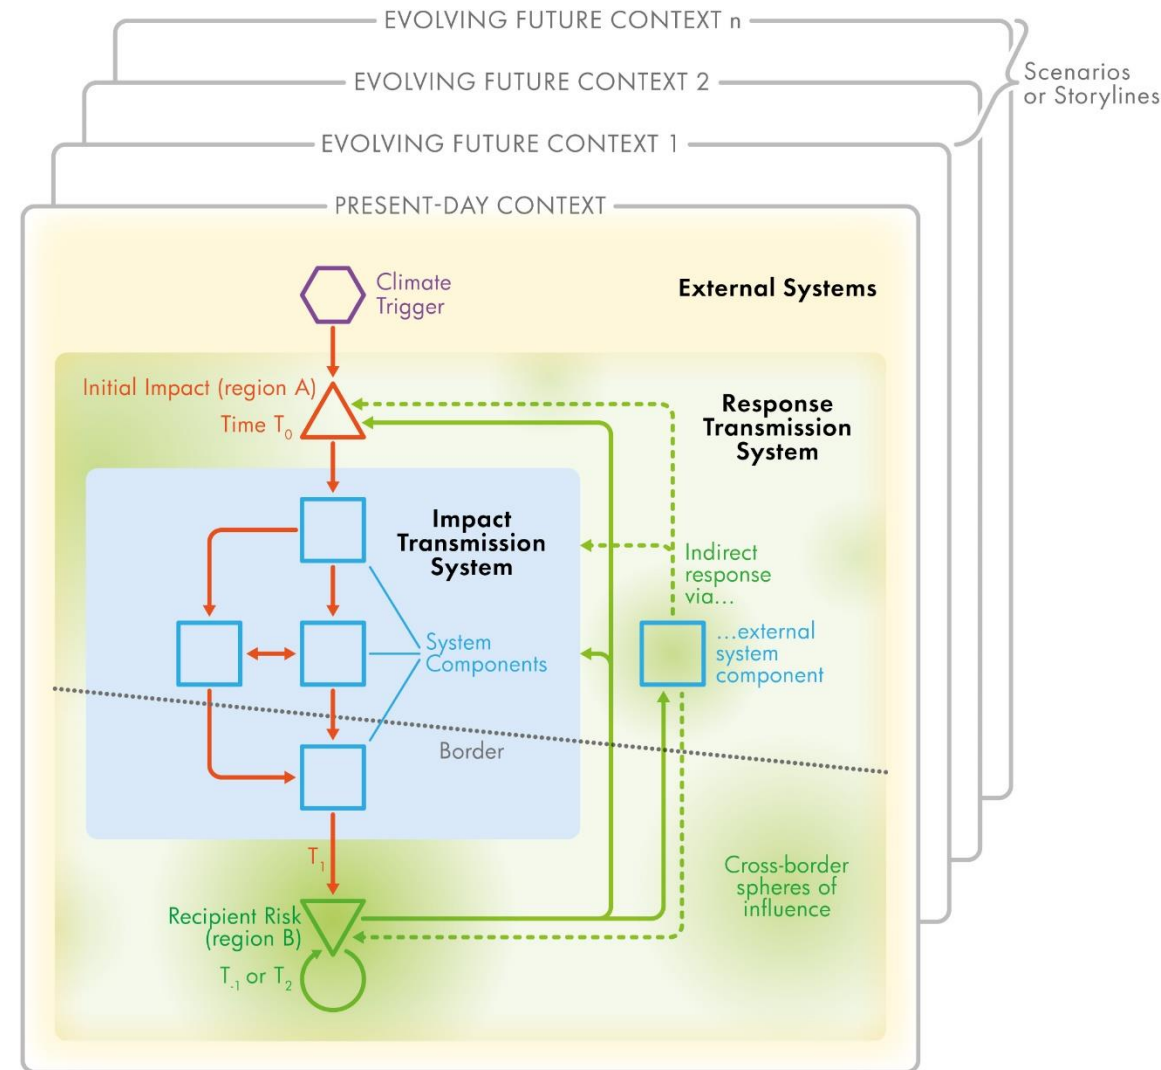 EVOLVING FUTURE CONTEXT n
EVOLVING FUTURE CONTEXT 2
Scenarios
or Storylines
EVOLVING FUTURE CONTEXT 1
PRESENT-DAY CONTEXT
Climate
Trigger
External Systems
Initial Impact (region A)
Time T₀
Response
Transmission
System
Impact
Transmission
System
Indirect
response
via...
System
Components
...external
system
component
Border
T₁
Cross-border
spheres of
influence
Recipient Risk
(region B)
T₋₁ or T₂